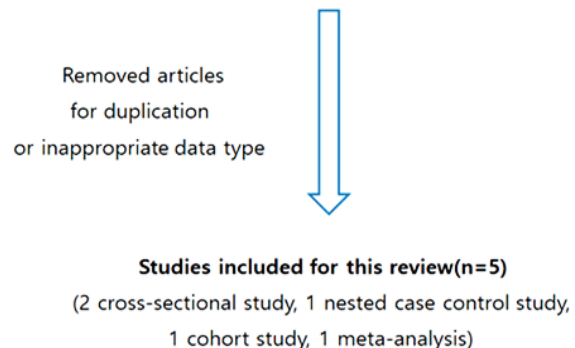 Removed articles
for duplication
or inappropriate data type
Studies included for this review(n=5)
(2 cross-sectional study, 1 nested case control study,
1 cohort study, 1 meta-analysis)